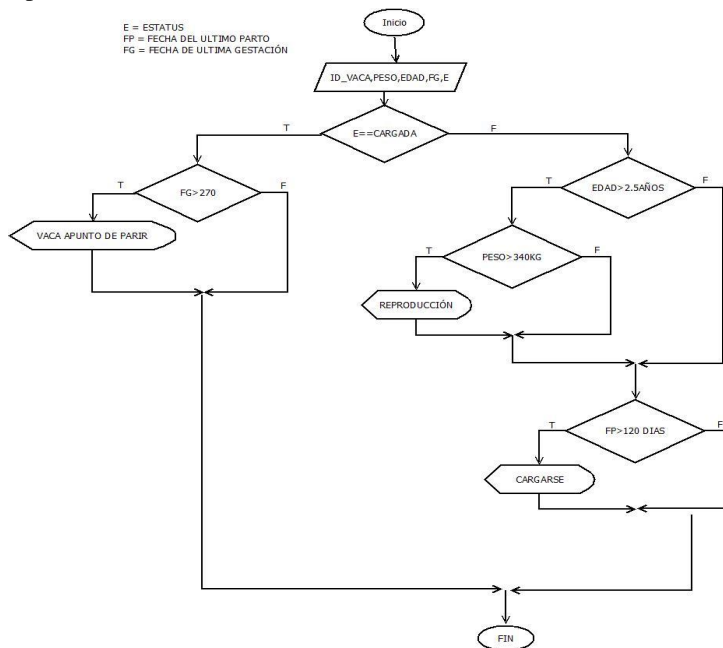 E = ESTATUS
FP = FECHA DEL ULTIMO PARTO
FG = FECHA DE ULTIMA GESTACIÓN
Inicio
ID_VACA,PESO,EDAD,FG,E
E==CARGADA
T
F
FG>270
T
F
VACA APUNTO DE PARIR
EDAD>2.5AÑOS
T
F
PESO>340KG
T
F
REPRODUCCIÓN
FP>120 DIAS
T
F
CARGARSE
FIN